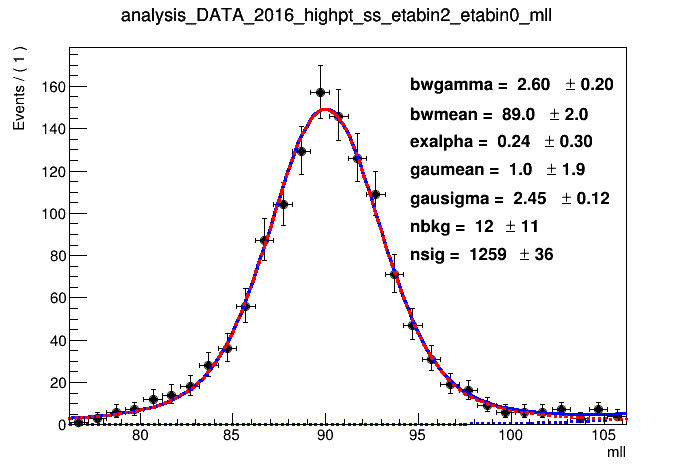 analysis_DATA_2016_highpt_ss_etabin2_etabin0_mll
Events / ( 1 )
160
140
120
100
80
60
40
20
0
bwgamma = 2.60 ± 0.20
bwmean = 89.0 ± 2.0
exalpha = 0.24 ± 0.30
gaumean = 1.0 ± 1.9
gausigma = 2.45 ± 0.12
nbkg = 12 ± 11
nsig = 1259 ± 36
80 85 90 95 100 105
mll